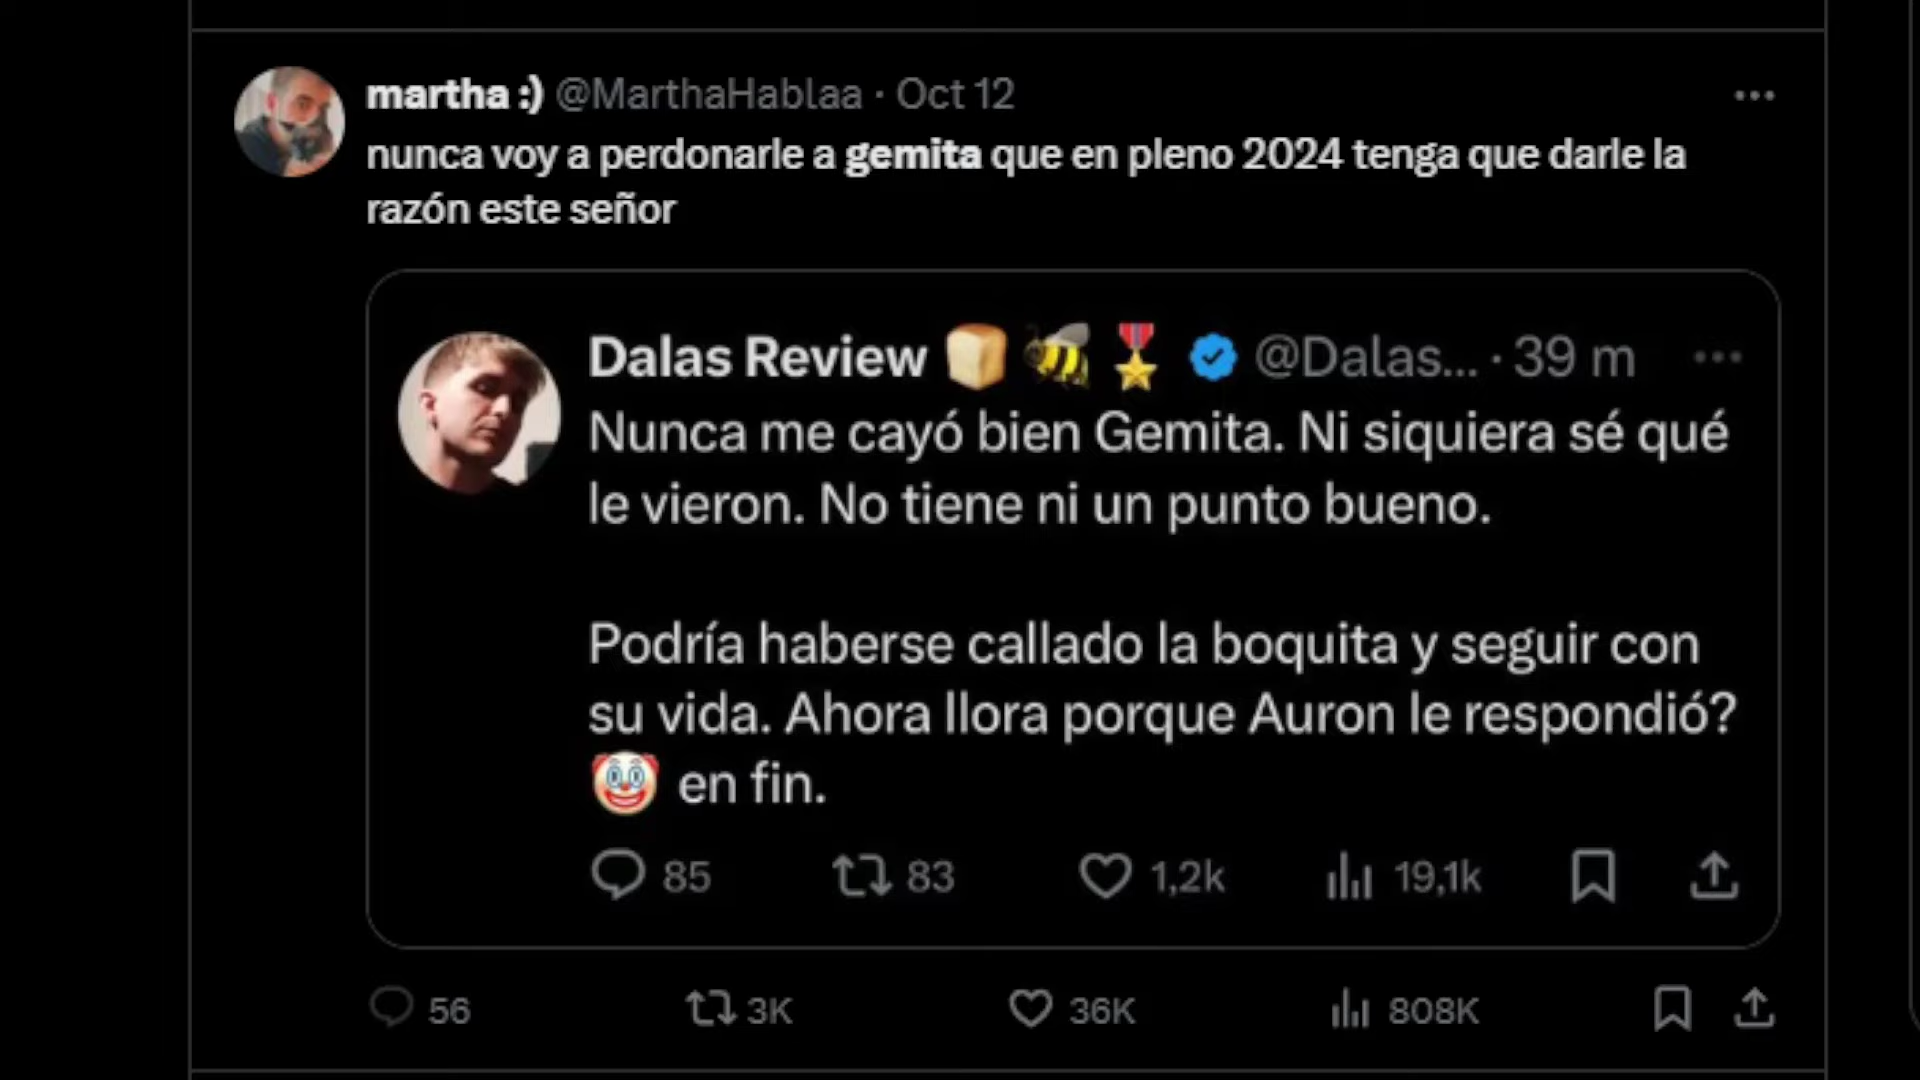 martha :) @MarthaHablaa · Oct 12
nunca voy a perdonarle a gemita que en pleno 2024 tenga que darle la
razón este señor
Dalas Review 🍞 🐝 🎖️ @Dalas... · 39 m
Nunca me cayó bien Gemita. Ni siquiera sé qué
le vieron. No tiene ni un punto bueno.
Podría haberse callado la boquita y seguir con
su vida. Ahora llora porque Auron le respondió?
🤡 en fin.
85 83 1,2k 19,1k
56 3K 36K 808K